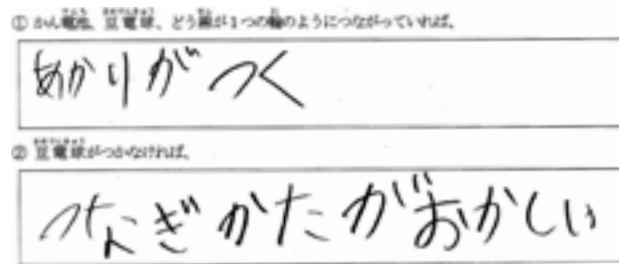 ① かん電池、豆電球、どう線が1つの輪のようにつながっていれば、
あかりがつく
② 豆電球がつかなければ、
つなぎかたがおかしい